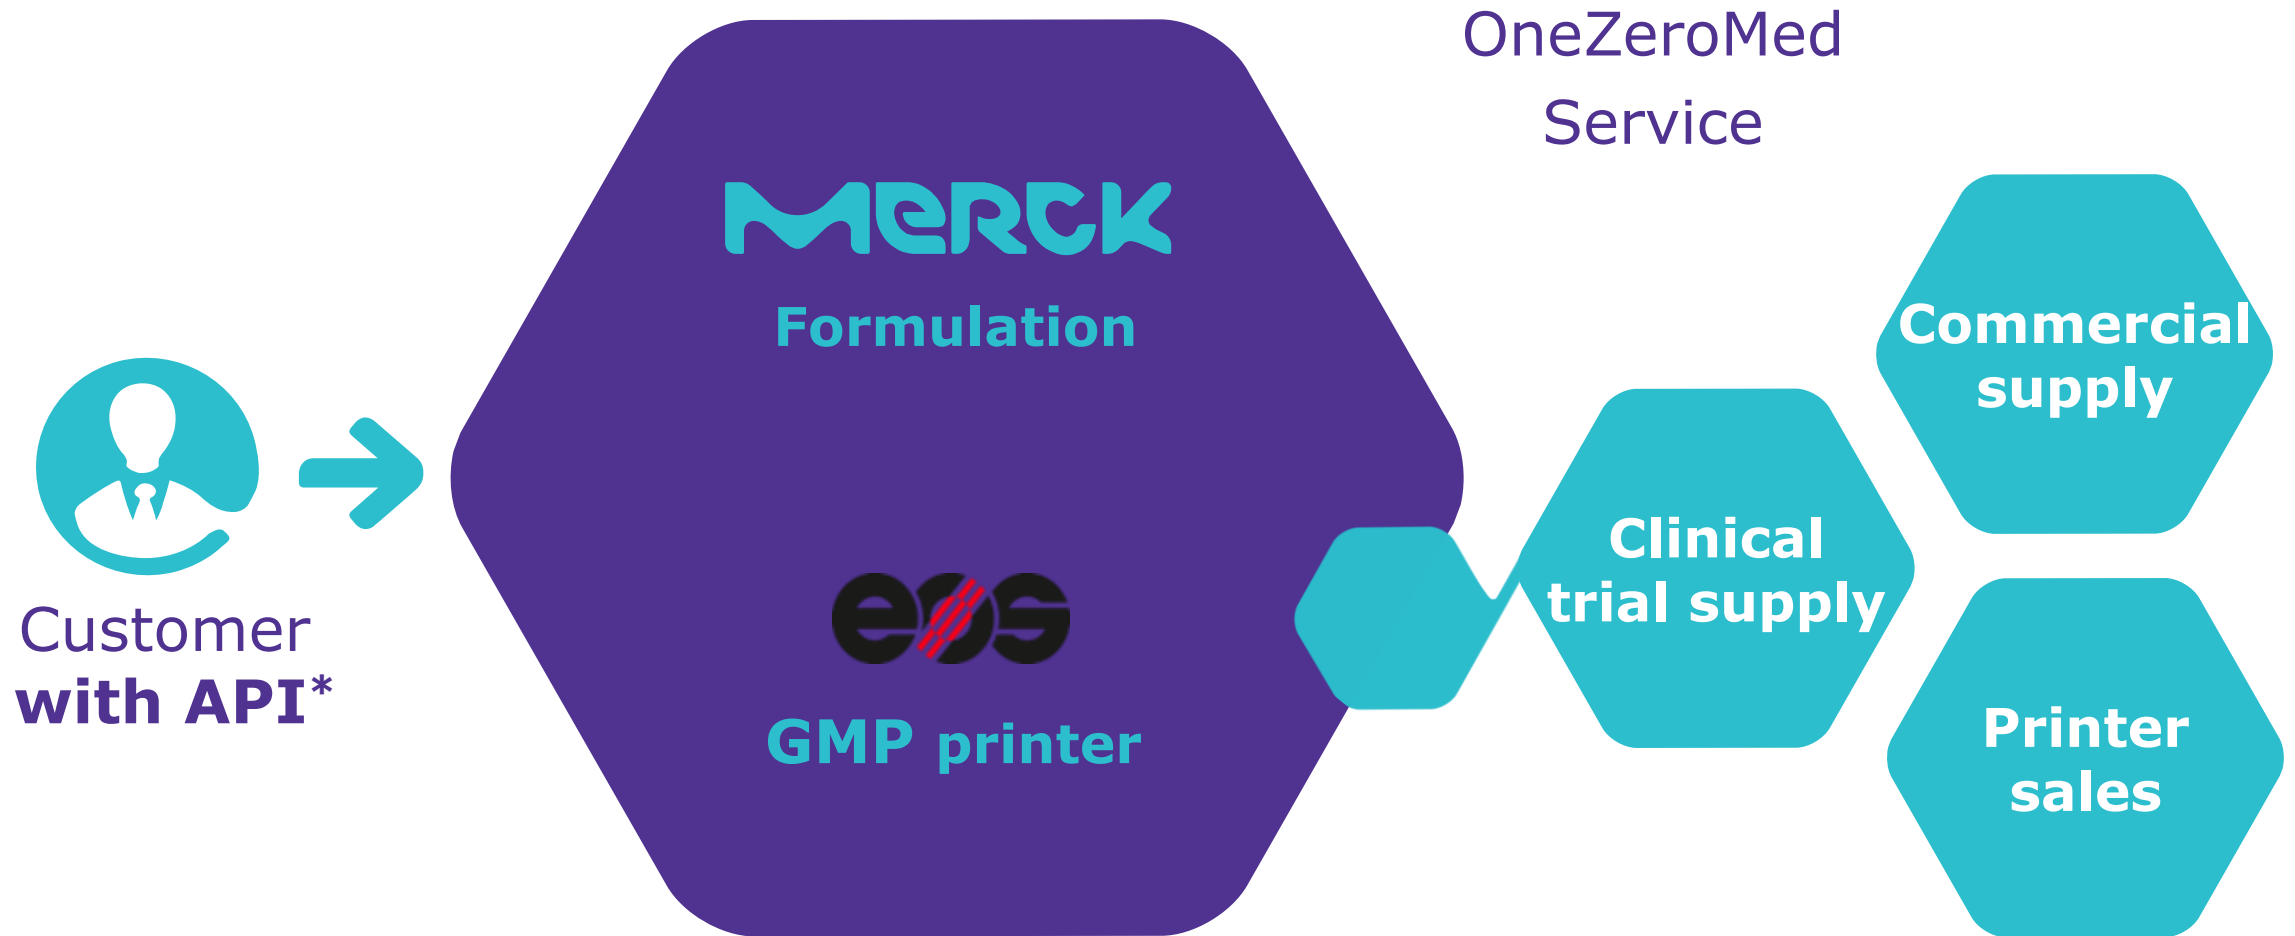 Customer
with API*
MERCK
Formulation
eos
GMP printer
OneZeroMed
Service
Clinical
trial supply
Commercial
supply
Printer
sales